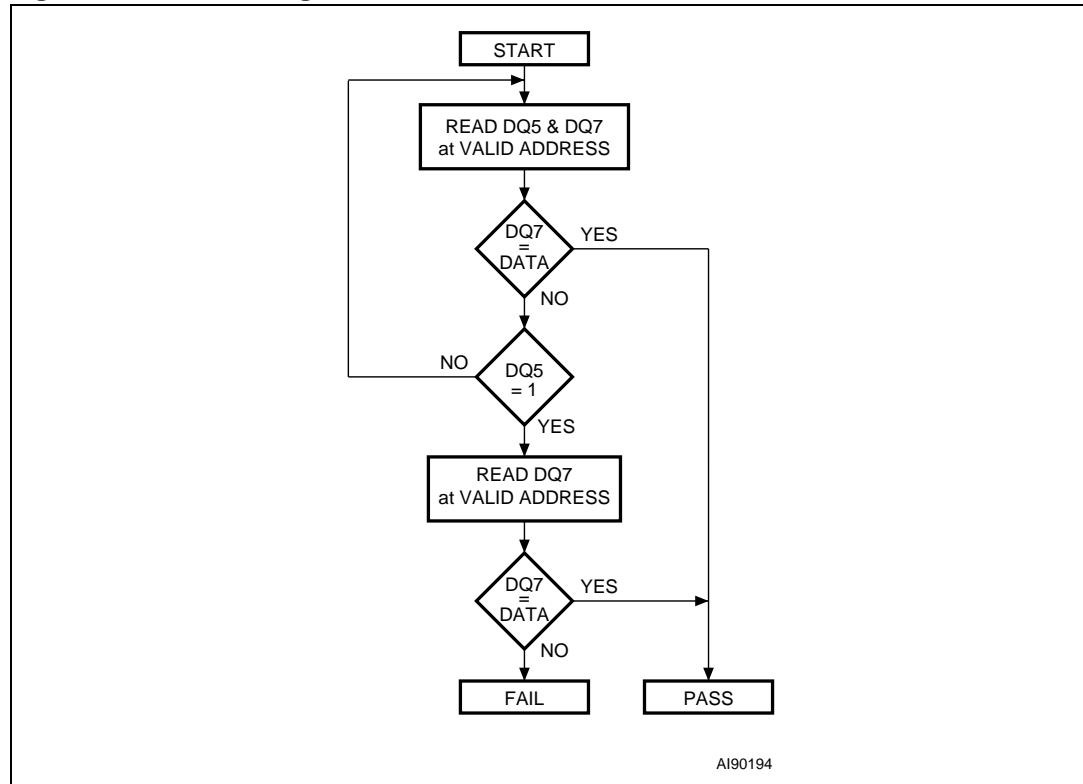 START
READ DQ5 & DQ7
at VALID ADDRESS
DQ7
=
DATA
YES
NO
NO
DQ5
= 1
YES
READ DQ7
at VALID ADDRESS
DQ7
=
DATA
YES
NO
FAIL
PASS
AI90194